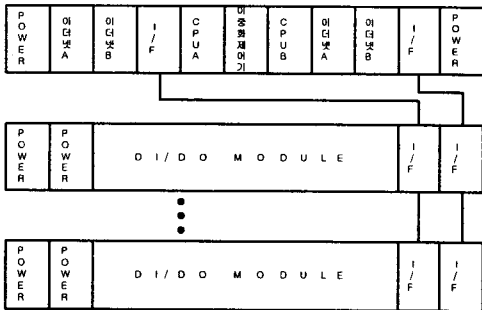 POWER
이더넷A
이더넷B
I/F
CPUA
이중화제어기
CPUB
이더넷A
이더넷B
I/F
POWER
POWER
POWER
DI/DO MODULE
I/F
I/F
POWER
POWER
DI/DO MODULE
I/F
I/F